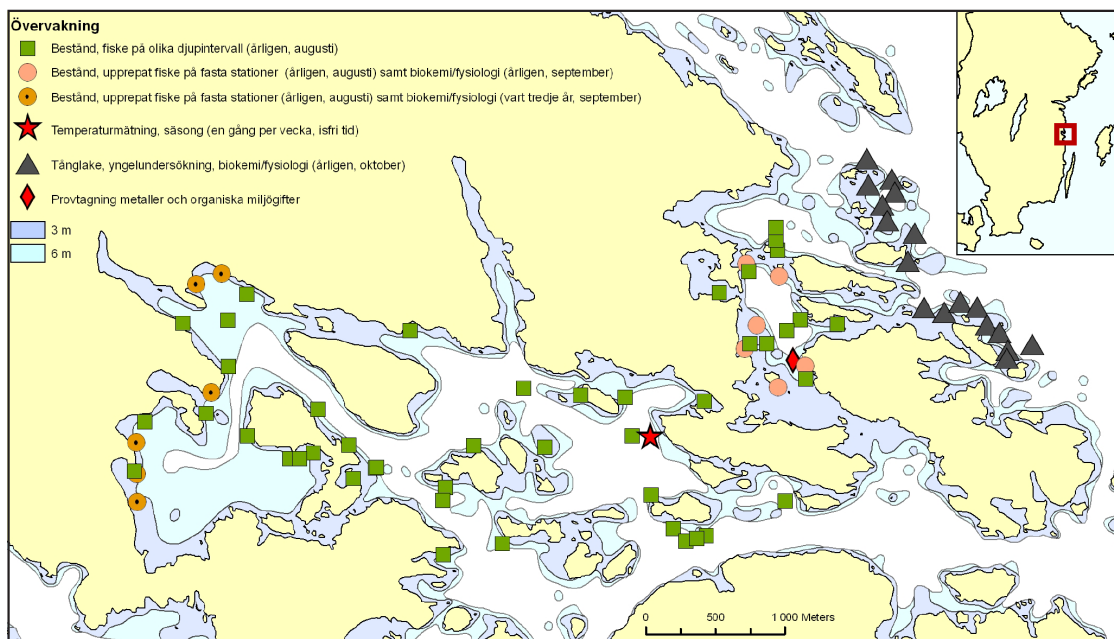 Övervakning
Bestånd, fiske på olika djupintervall (årligen, augusti)
Bestånd, upprepat fiske på fasta stationer (årligen, augusti) samt biokemi/fysiologi (årligen, september)
Bestånd, upprepat fiske på fasta stationer (årligen, augusti) samt biokemi/fysiologi (vart tredje år, september)
Temperaturmätning, säsong (en gång per vecka, isfri tid)
Tånglake, yngelundersökning, biokemi/fysiologi (årligen, oktober)
Provtagning metaller och organiska miljögifter
3 m
6 m
0 500 1 000 Meters